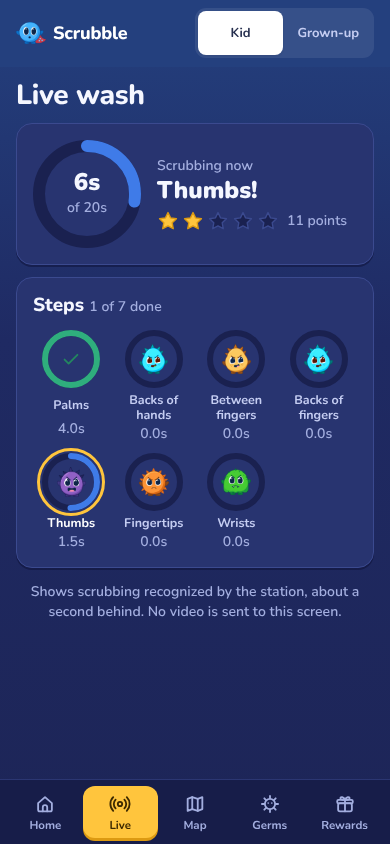 Scrubble
Kid
Grown-up
Live wash
6s
of 20s
Scrubbing now
Thumbs!
11 points
Steps 1 of 7 done
Palms
4.0s
Backs of
hands
0.0s
Between
fingers
0.0s
Backs of
fingers
0.0s
Thumbs
1.5s
Fingertips
0.0s
Wrists
0.0s
Shows scrubbing recognized by the station, about a
second behind. No video is sent to this screen.
Home
Live
Map
Germs
Rewards